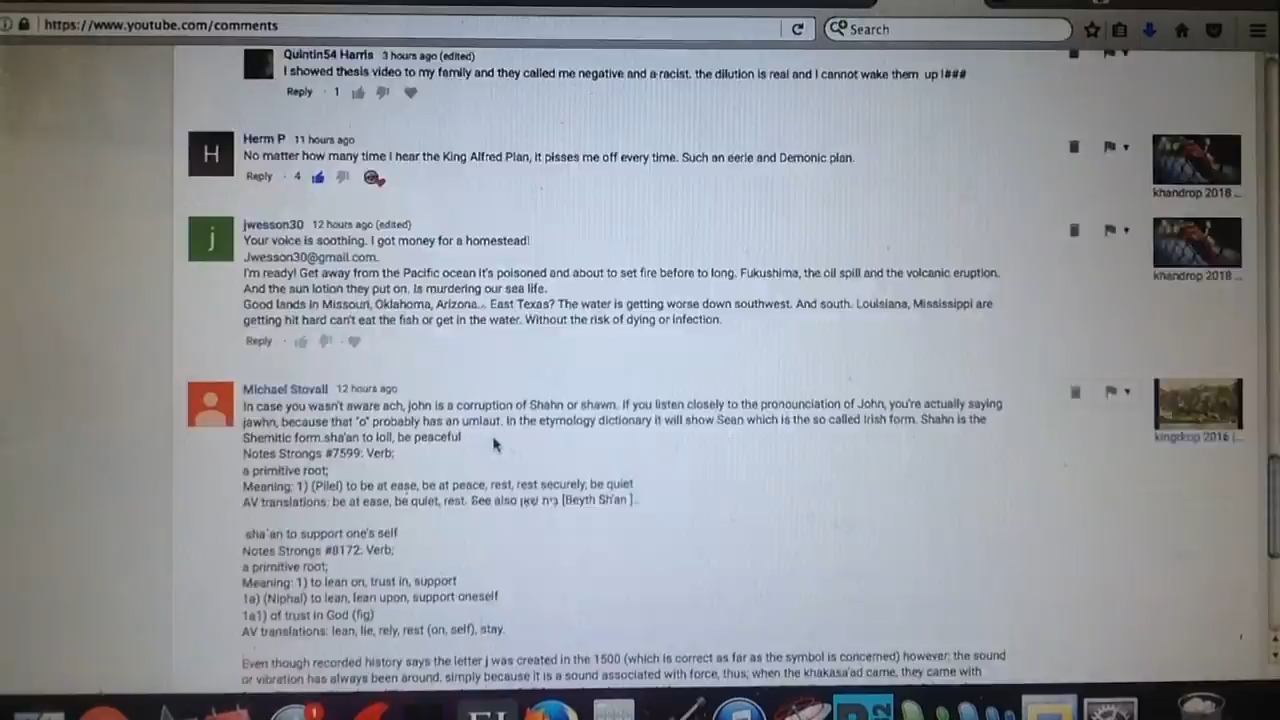 https://www.youtube.com/comments
Search
Quintin54 Harris 3 hours ago (edited)
I showed thesis video to my family and they called me negative and a racist. the dilution is real and I cannot wake them up !###
Reply 1
H
Herm P 11 hours ago
No matter how many time I hear the King Alfred Plan, it pisses me off every time. Such an eerie and Demonic plan.
Reply 4
khandrop 2018 ...
j
jwesson30 12 hours ago (edited)
Your voice is soothing. I got money for a homestead!
Jwesson30@gmail.com.
I'm ready! Get away from the Pacific ocean it's poisoned and about to set fire before to long. Fukushima, the oil spill and the volcanic eruption.
And the sun lotion they put on. Is murdering our sea life.
Good lands in Missouri, Oklahoma, Arizona... East Texas? The water is getting worse down southwest. And south. Louisiana, Mississippi are
getting hit hard can't eat the fish or get in the water. Without the risk of dying or infection.
Reply
khandrop 2018 ...
Michael Stovall 12 hours ago
In case you wasn't aware ach, john is a corruption of Shahn or shawn. If you listen closely to the pronounciation of John, you're actually saying
jawhn, because that "o" probably has an umlaut. In the etymology dictionary it will show Sean which is the so called Irish form. Shahn is the
Shemitic form.sha'an to loll, be peaceful
Notes Strongs #7599: Verb;
a primitive root;
Meaning: 1) (Pilel) to be at ease, be at peace, rest, rest securely, be quiet
AV translations: be at ease, be quiet, rest. See also בית שאן [Beyth Sh'an ].
sha`an to support one's self
Notes Strongs #8172: Verb;
a primitive root;
Meaning: 1) to lean on, trust in, support
1a) (Niphal) to lean, lean upon, support oneself
1a1) of trust in God (fig)
AV translations: lean, lie, rely, rest (on, self), stay.
Even though recorded history says the letter j was created in the 1500 (which is correct as far as the symbol is concerned) however; the sound
or vibration has always been around. simply because it is a sound associated with force, thus; when the khakasa'ad came, they came with
kingdrop 2016 |...
1